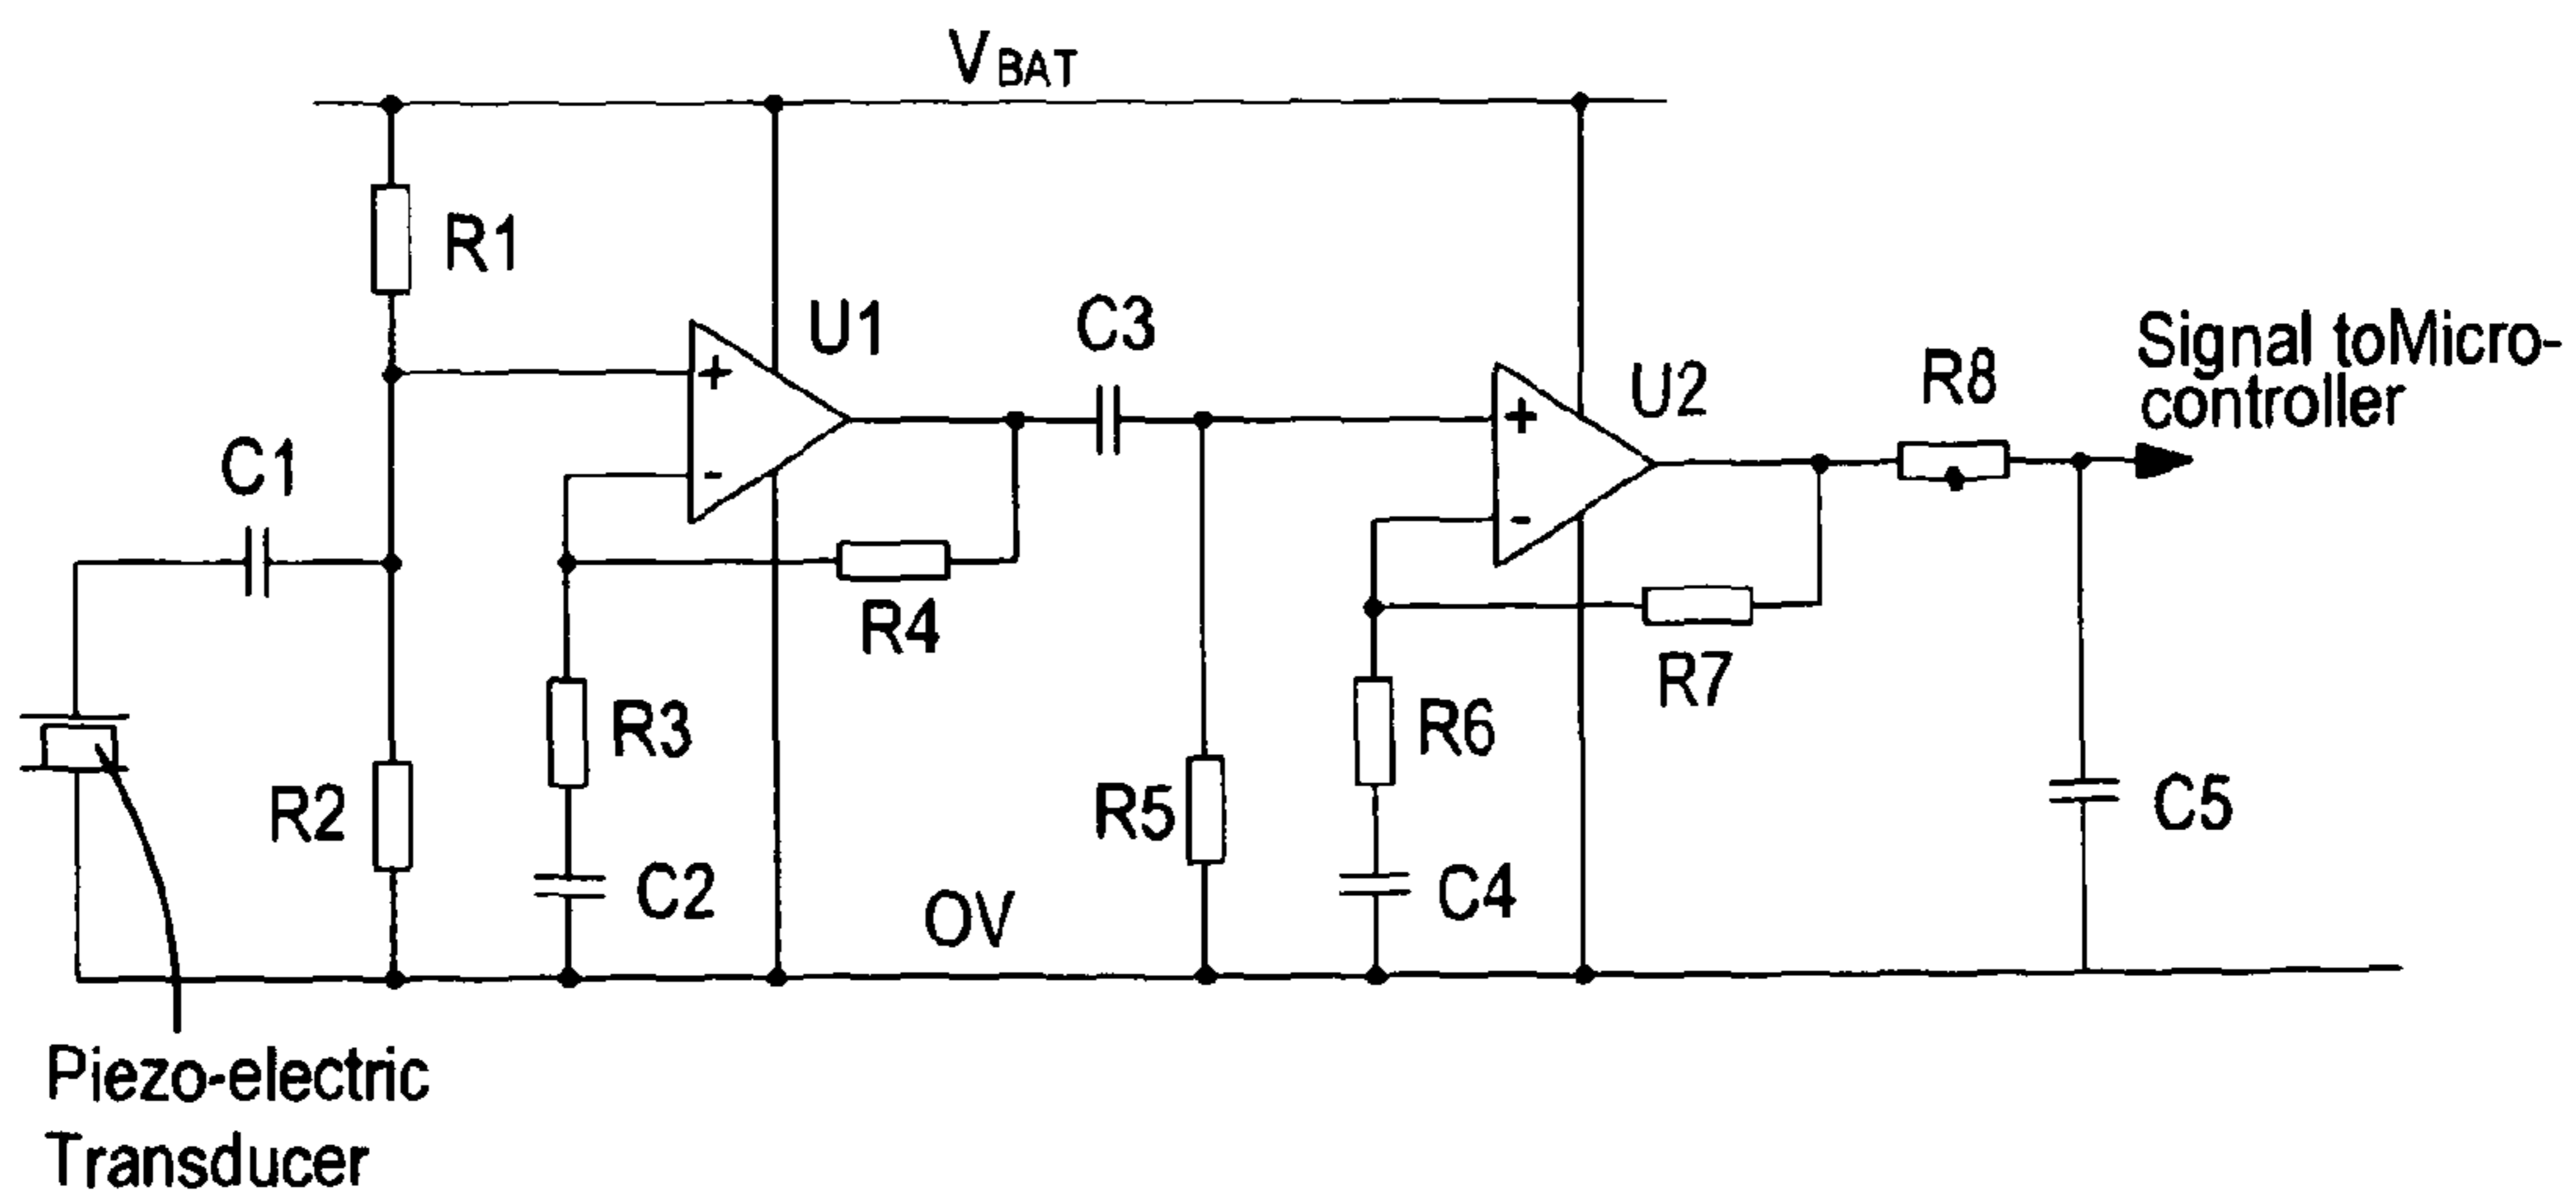 VBAT
R1
U1
C3
Signal toMicro-
controller
R8
U2
+
+
C1
-
-
R4
R7
R3
R6
R2
R5
C5
C2
C4
OV
Piezo-electric
Transducer